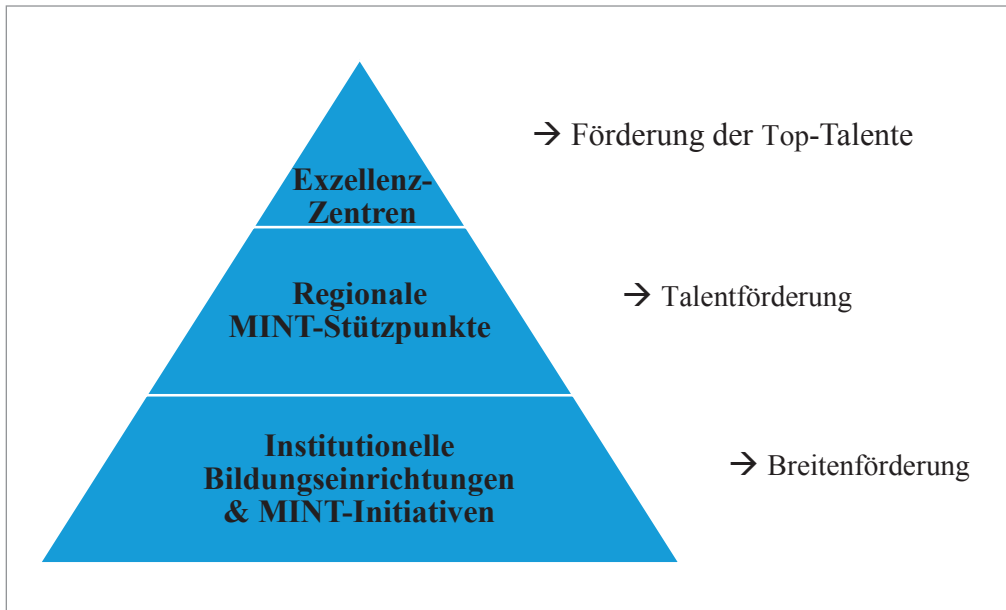 → Förderung der Top-Talente
Exzellenz-
Zentren
Regionale
MINT-Stützpunkte
→ Talentförderung
Institutionelle
Bildungseinrichtungen
& MINT-Initiativen
→ Breitenförderung